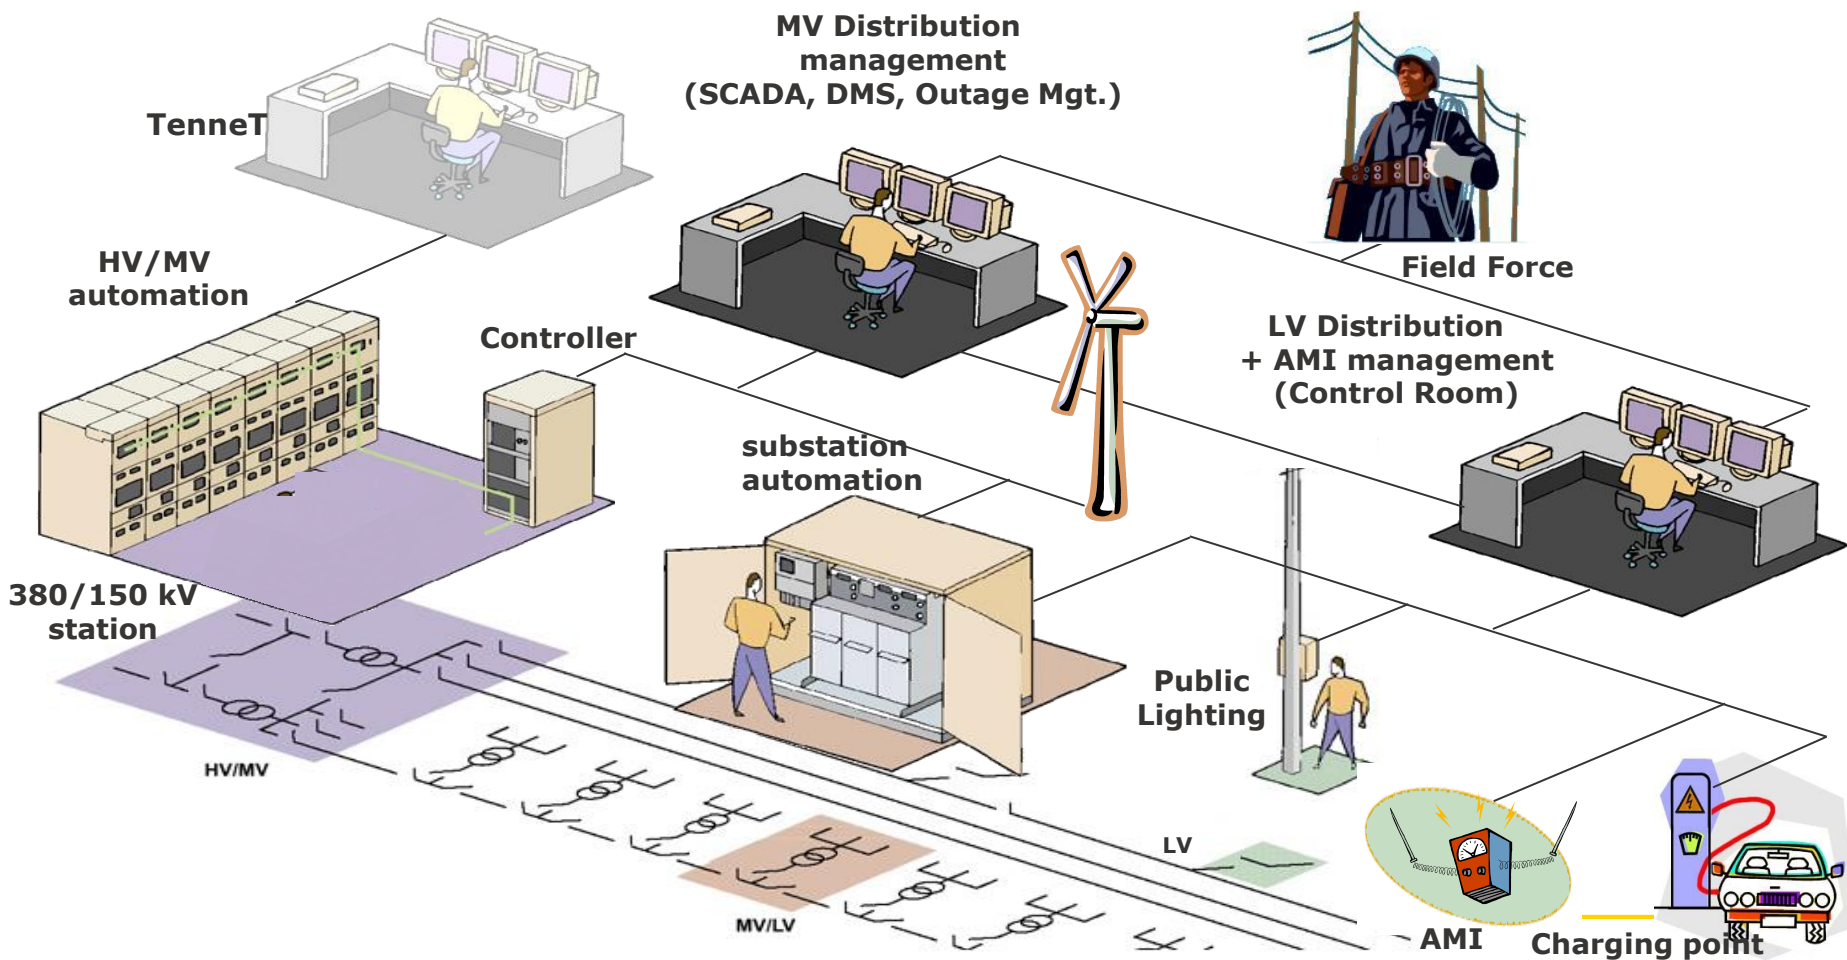 MV Distribution
management
(SCADA, DMS, Outage Mgt.)
TenneT
HV/MV
automation
Field Force
Controller
LV Distribution
+ AMI management
(Control Room)
substation
automation
380/150 kV
station
Public
Lighting
HV/MV
LV
MV/LV
AMI
Charging point